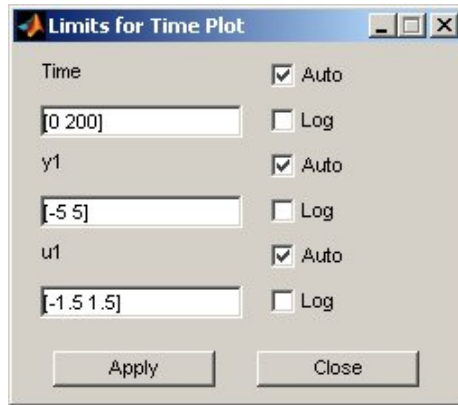 Limits for Time Plot
Time
Auto
[0 200]
Log
y1
Auto
[-5 5]
Log
u1
Auto
[-1.5 1.5]
Log
Apply
Close